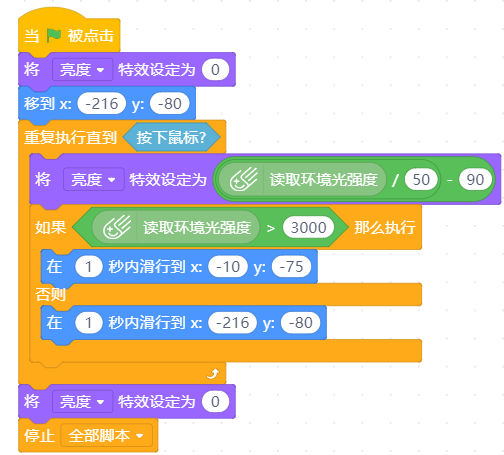 当 被点击
将 亮度 特效设定为 0
移到 x: -216 y: -80
重复执行直到 按下鼠标?
将 亮度 特效设定为 读取环境光强度 / 50 - 90
如果 读取环境光强度 > 3000 那么执行
在 1 秒内滑行到 x: -10 y: -75
否则
在 1 秒内滑行到 x: -216 y: -80
将 亮度 特效设定为 0
停止 全部脚本